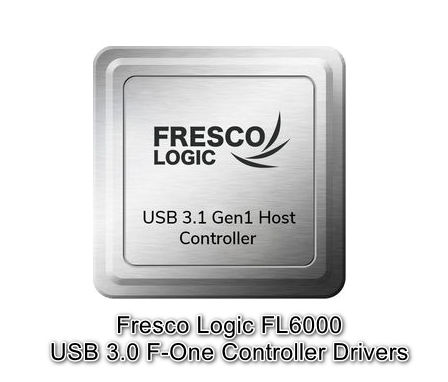 FRESCO
LOGIC
USB 3.1 Gen1 Host
Controller
Fresco Logic FL6000
USB 3.0 F-One Controller Drivers